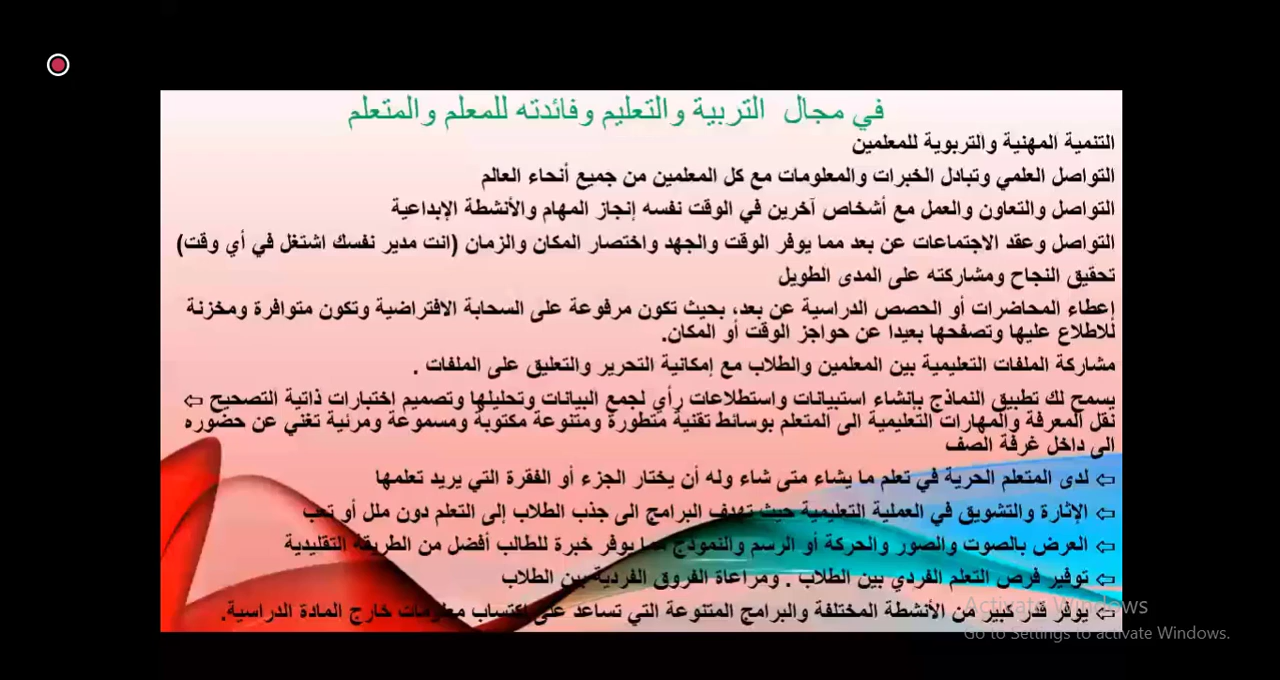 في مجال التربية والتعليم وفائدته للمعلم والمتعلم
التنمية المهنية والتربوية للمعلمين
التواصل العلمي وتبادل الخبرات والمعلومات مع كل المعلمين من جميع أنحاء العالم
التواصل والتعاون والعمل مع أشخاص آخرين في الوقت نفسه إنجاز المهام والأنشطة الإبداعية
التواصل وعقد الاجتماعات عن بعد مما يوفر الوقت والجهد واختصار المكان والزمان (انت مدير نفسك اشتغل في أي وقت)
تحقيق النجاح ومشاركته على المدى الطويل
إعطاء المحاضرات أو الحصص الدراسية عن بعد، بحيث تكون مرفوعة على السحابة الافتراضية وتكون متوافرة ومخزنة
للاطلاع عليها وتصفحها بعيدا عن حواجز الوقت أو المكان.
مشاركة الملفات التعليمية بين المعلمين والطلاب مع إمكانية التحرير والتعليق على الملفات .
يسمح لك تطبيق النماذج بإنشاء استبيانات واستطلاعات رأي لجمع البيانات وتحليلها وتصميم اختبارات ذاتية التصحيح ⇦
نقل المعرفة والمهارات التعليمية الى المتعلم بوسائط تقنية متطورة ومتنوعة مكتوبة ومسموعة ومرئية تغني عن حضوره
الى داخل غرفة الصف
⇦ لدى المتعلم الحرية في تعلم ما يشاء متى شاء وله أن يختار الجزء أو الفقرة التي يريد تعلمها
⇦ الإثارة والتشويق في العملية التعليمية حيث تهدف البرامج الى جذب الطلاب إلى التعلم دون ملل أو تعب
⇦ العرض بالصوت والصور والحركة أو الرسم والنموذج مما يوفر خبرة للطالب أفضل من الطريقة التقليدية
⇦ توفير فرص التعلم الفردي بين الطلاب . ومراعاة الفروق الفردية بين الطلاب
⇦ يوفر قدر كبير من الأنشطة المختلفة والبرامج المتنوعة التي تساعد على اكتساب معلومات خارج المادة الدراسية.
Activate Windows
Go to Settings to activate Windows.